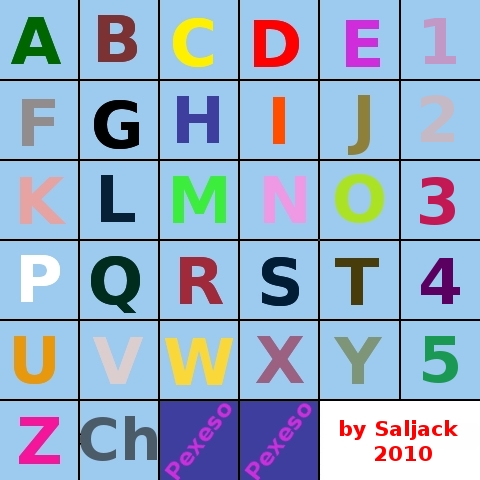 A B C D E 1
F G H I J 2
K L M N O 3
P Q R S T 4
U V W X Y 5
Z Ch Pexeso Pexeso by Saljack
2010